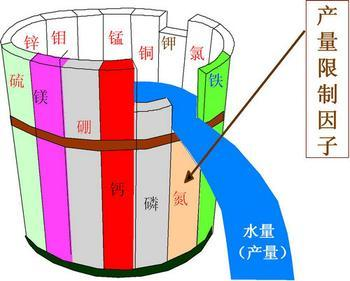 锌
钼
锰
铜
钾
氯
硫
镁
硼
钙
磷
氮
铁
产量限制因子
水量
（产量）